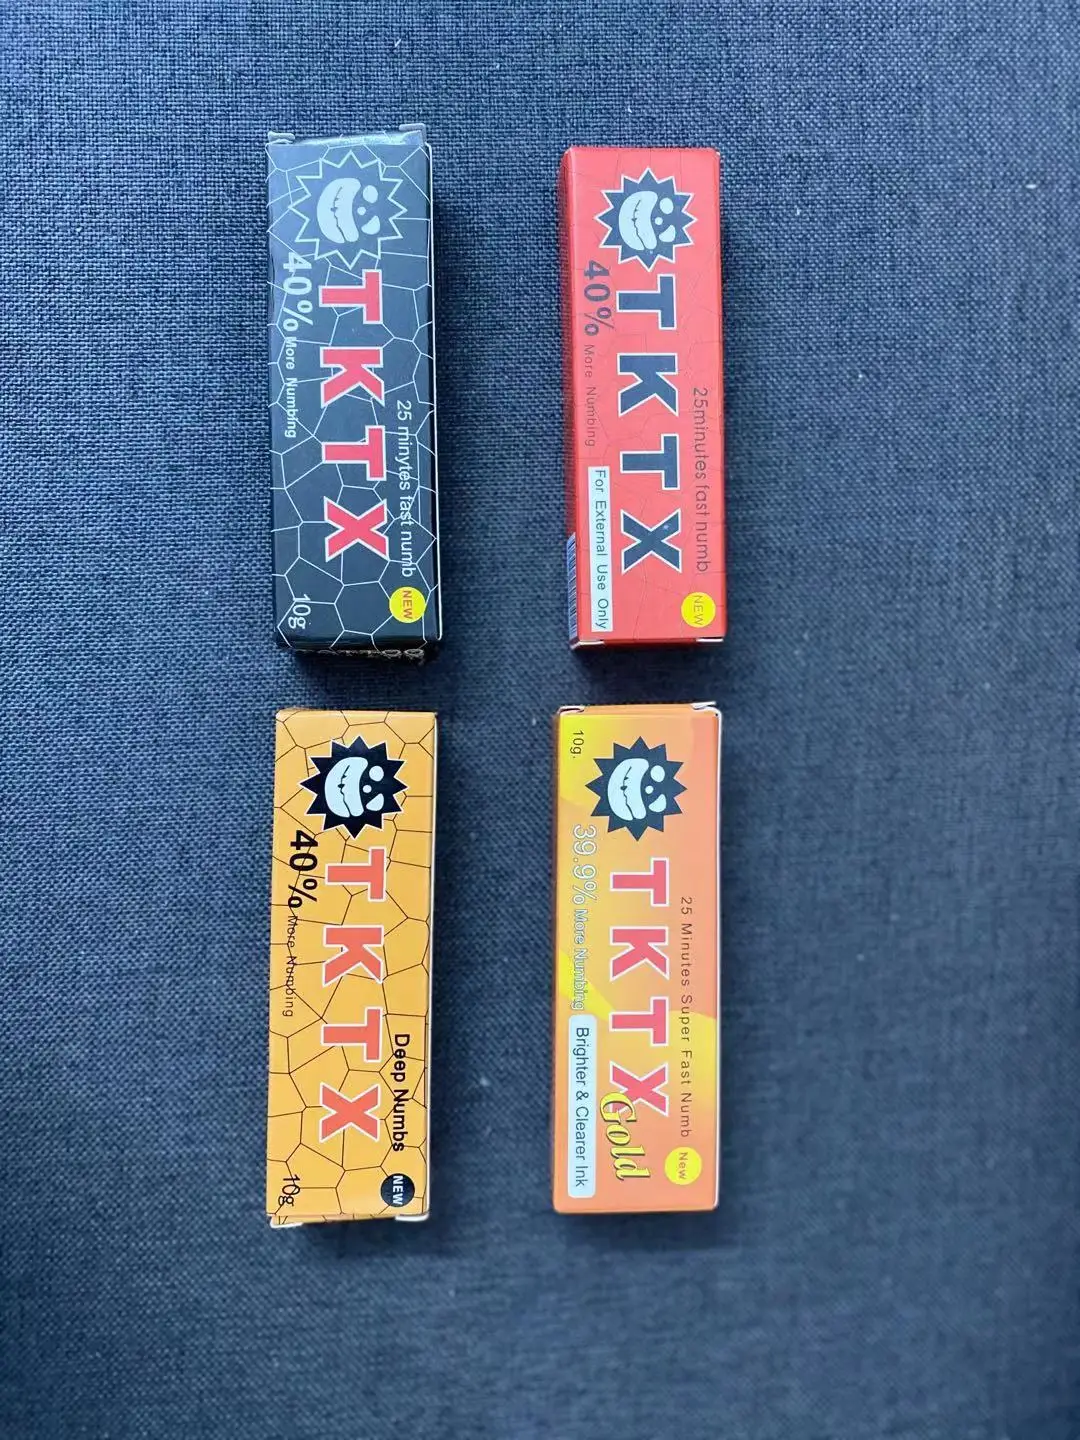 TKTX
40% More Numbing
25 minytes fast numb
NEW
10g
TKTX
40% More Numbing
25minutes fast numb
For External Use Only
NEW
TKTX
40% More Numbing
Deep Numbs
NEW
10g
10g.
TKTX
Gold
39.9% More Numbing
25 Minutes Super Fast Numb
Brighter & Clearer Ink
New